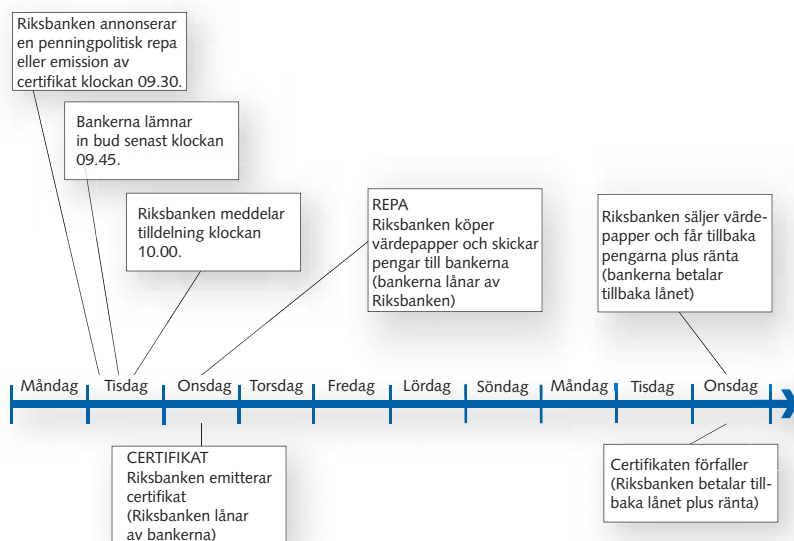 Riksbanken annonserar
en penningpolitisk repa
eller emission av
certifikat klockan 09.30.
Bankerna lämnar
in bud senast klockan
09.45.
Riksbanken meddelar
tilldelning klockan
10.00.
REPA
Riksbanken köper
värdepapper och skickar
pengar till bankerna
(bankerna lånar av
Riksbanken)
Riksbanken säljer värde-
papper och får tillbaka
pengarna plus ränta
(bankerna betalar
tillbaka lånet)
Måndag Tisdag Onsdag Torsdag Fredag Lördag Söndag Måndag Tisdag Onsdag
CERTIFIKAT
Riksbanken emitterar
certifikat
(Riksbanken lånar
av bankerna)
Certifikaten förfaller
(Riksbanken betalar till-
baka lånet plus ränta)